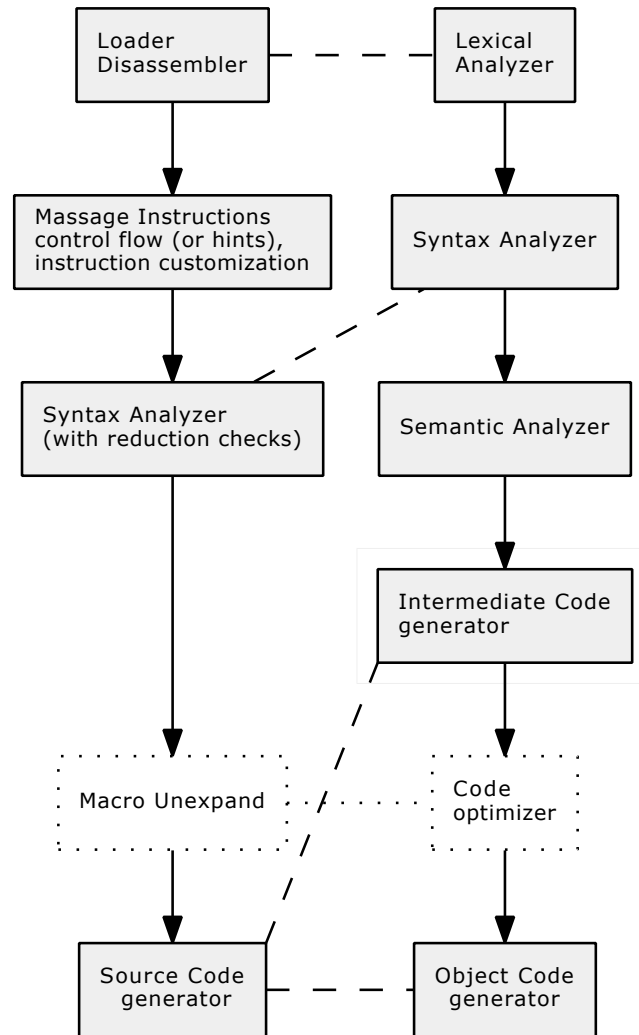 Loader
Disassembler
Lexical
Analyzer
Massage Instructions
control flow (or hints),
instruction customization
Syntax Analyzer
Syntax Analyzer
(with reduction checks)
Semantic Analyzer
Intermediate Code
generator
Macro Unexpand
Code
optimizer
Source Code
generator
Object Code
generator